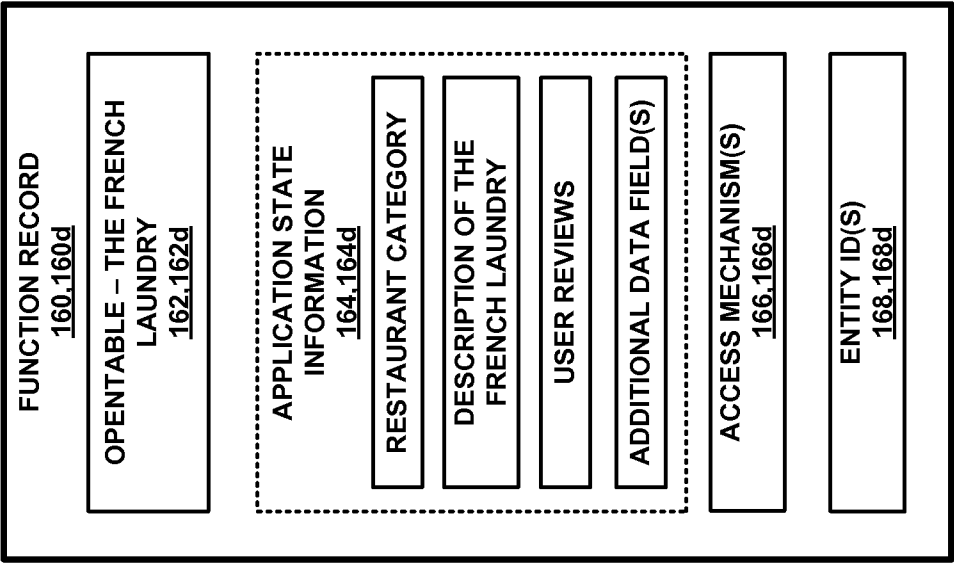 FUNCTION RECORD
160,160d
OPENTABLE – THE FRENCH
LAUNDRY
162,162d
APPLICATION STATE
INFORMATION
164,164d
RESTAURANT CATEGORY
DESCRIPTION OF THE
FRENCH LAUNDRY
USER REVIEWS
ADDITIONAL DATA FIELD(S)
ACCESS MECHANISM(S)
166,166d
ENTITY ID(S)
168,168d